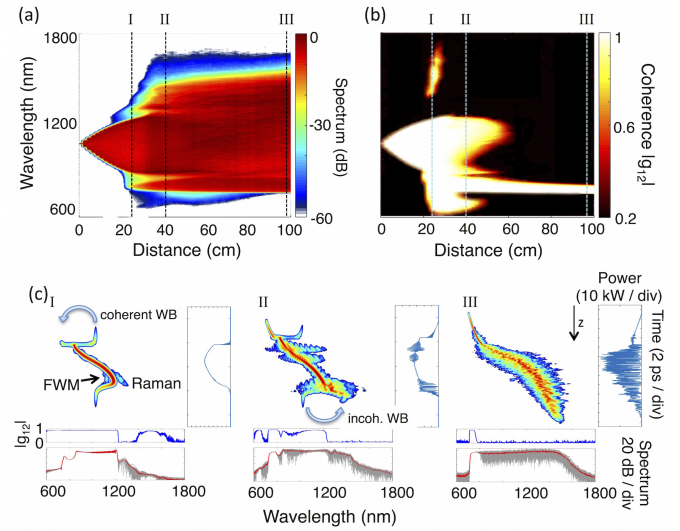 (a)
I
II
III
1800
1200
600
Wavelength (nm)
0
20
40
60
80
100
Distance (cm)
0
-30
-60
Spectrum (dB)
(b)
I
II
III
0
20
40
60
80
100
Distance (cm)
1
0.6
0.2
Coherence |g12|
(c)
I
coherent WB
FWM
Raman
II
incoh. WB
III
z
Power
(10 kW / div)
Time (2 ps / div)
|g12|
1
0
Spectrum
20 dB / div
600
1200
1800
600
1200
1800
600
1200
1800
Wavelength (nm)